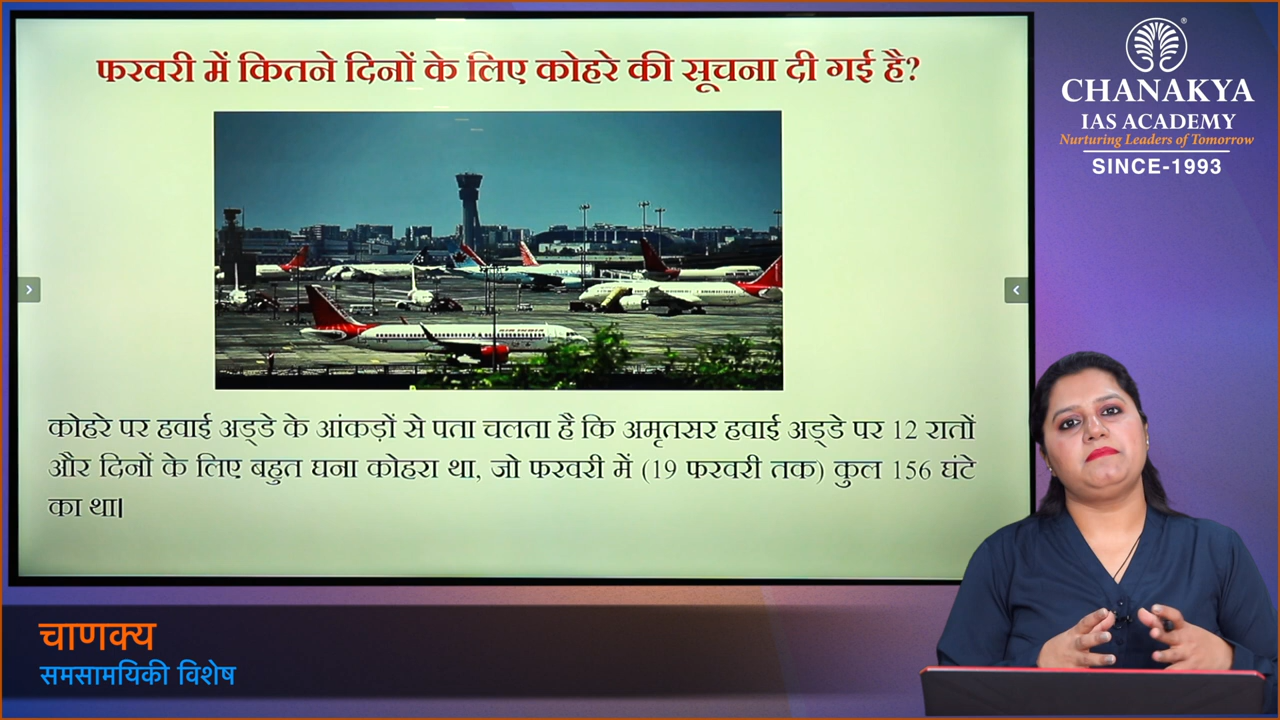 फरवरी में कितने दिनों के लिए कोहरे की सूचना दी गई है?
कोहरे पर हवाई अड्डे के आंकड़ों से पता चलता है कि अमृतसर हवाई अड्डे पर 12 रातों
और दिनों के लिए बहुत घना कोहरा था, जो फरवरी में (19 फरवरी तक) कुल 156 घंटे
का था।
CHANAKYA
IAS ACADEMY
Nurturing Leaders of Tomorrow
SINCE-1993
चाणक्य
समसामयिकी विशेष